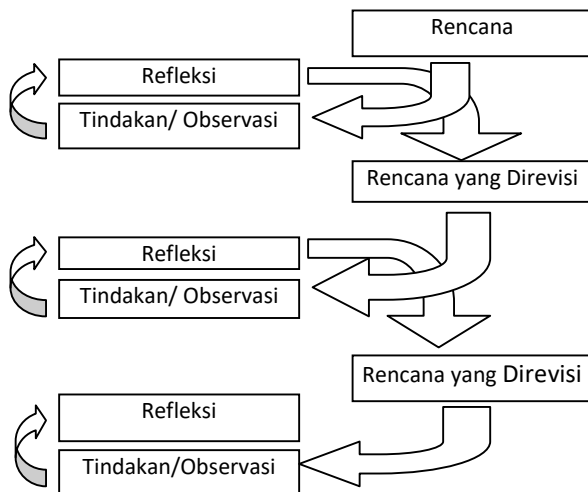 Rencana
Refleksi
Tindakan/ Observasi
Rencana yang Direvisi
Refleksi
Tindakan/ Observasi
Rencana yang Direvisi
Refleksi
Tindakan/Observasi